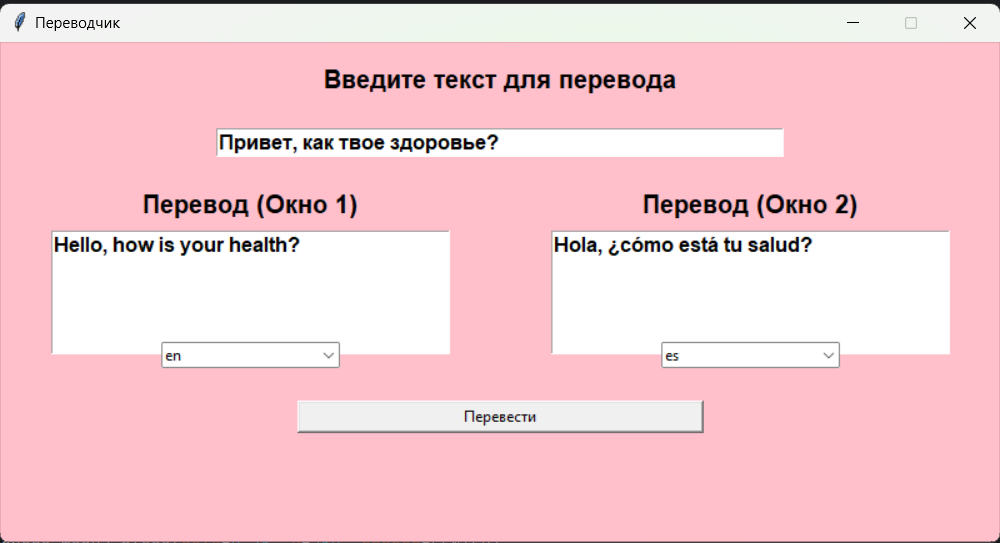 Переводчик
Введите текст для перевода
Привет, как твое здоровье?
Перевод (Окно 1)
Перевод (Окно 2)
Hello, how is your health?
Hola, ¿cómo está tu salud?
en
es
Перевести